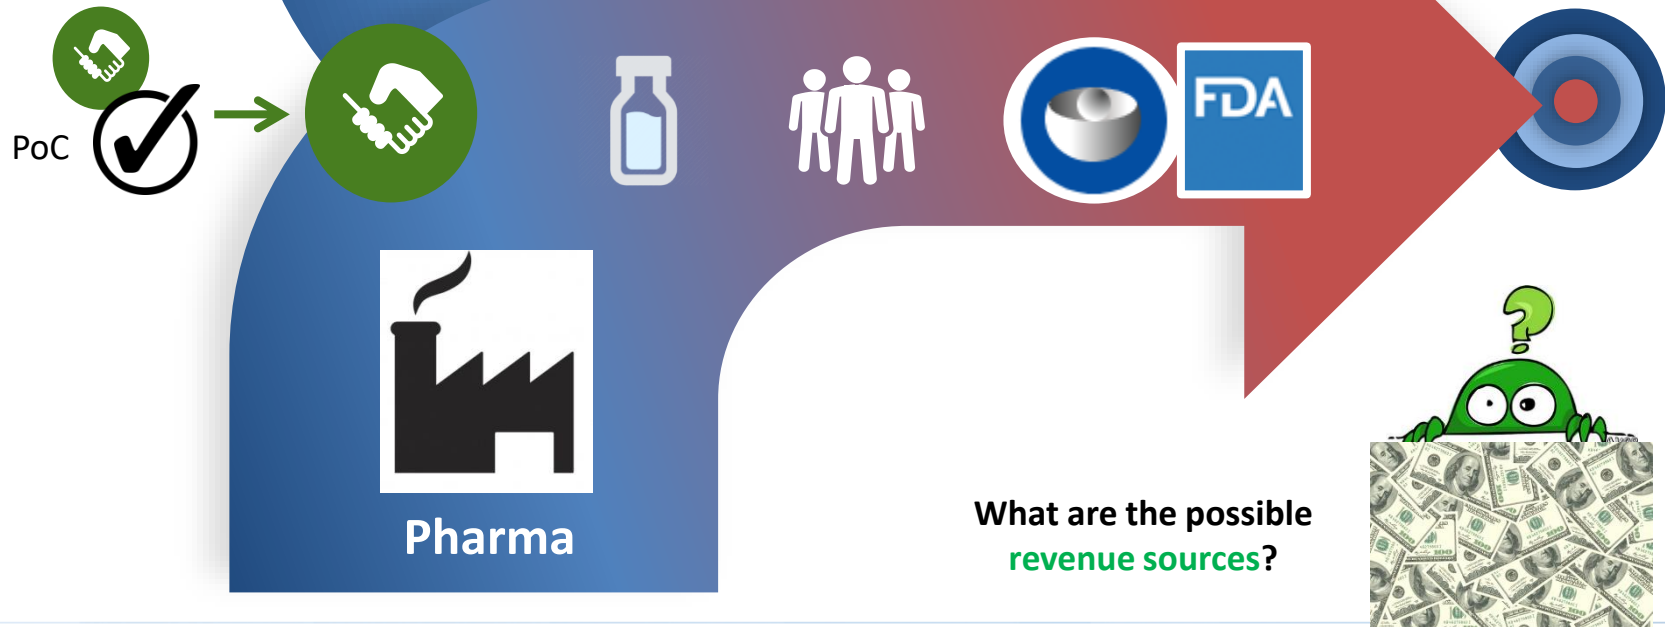 PoC
FDA
Pharma
What are the possible
revenue sources?